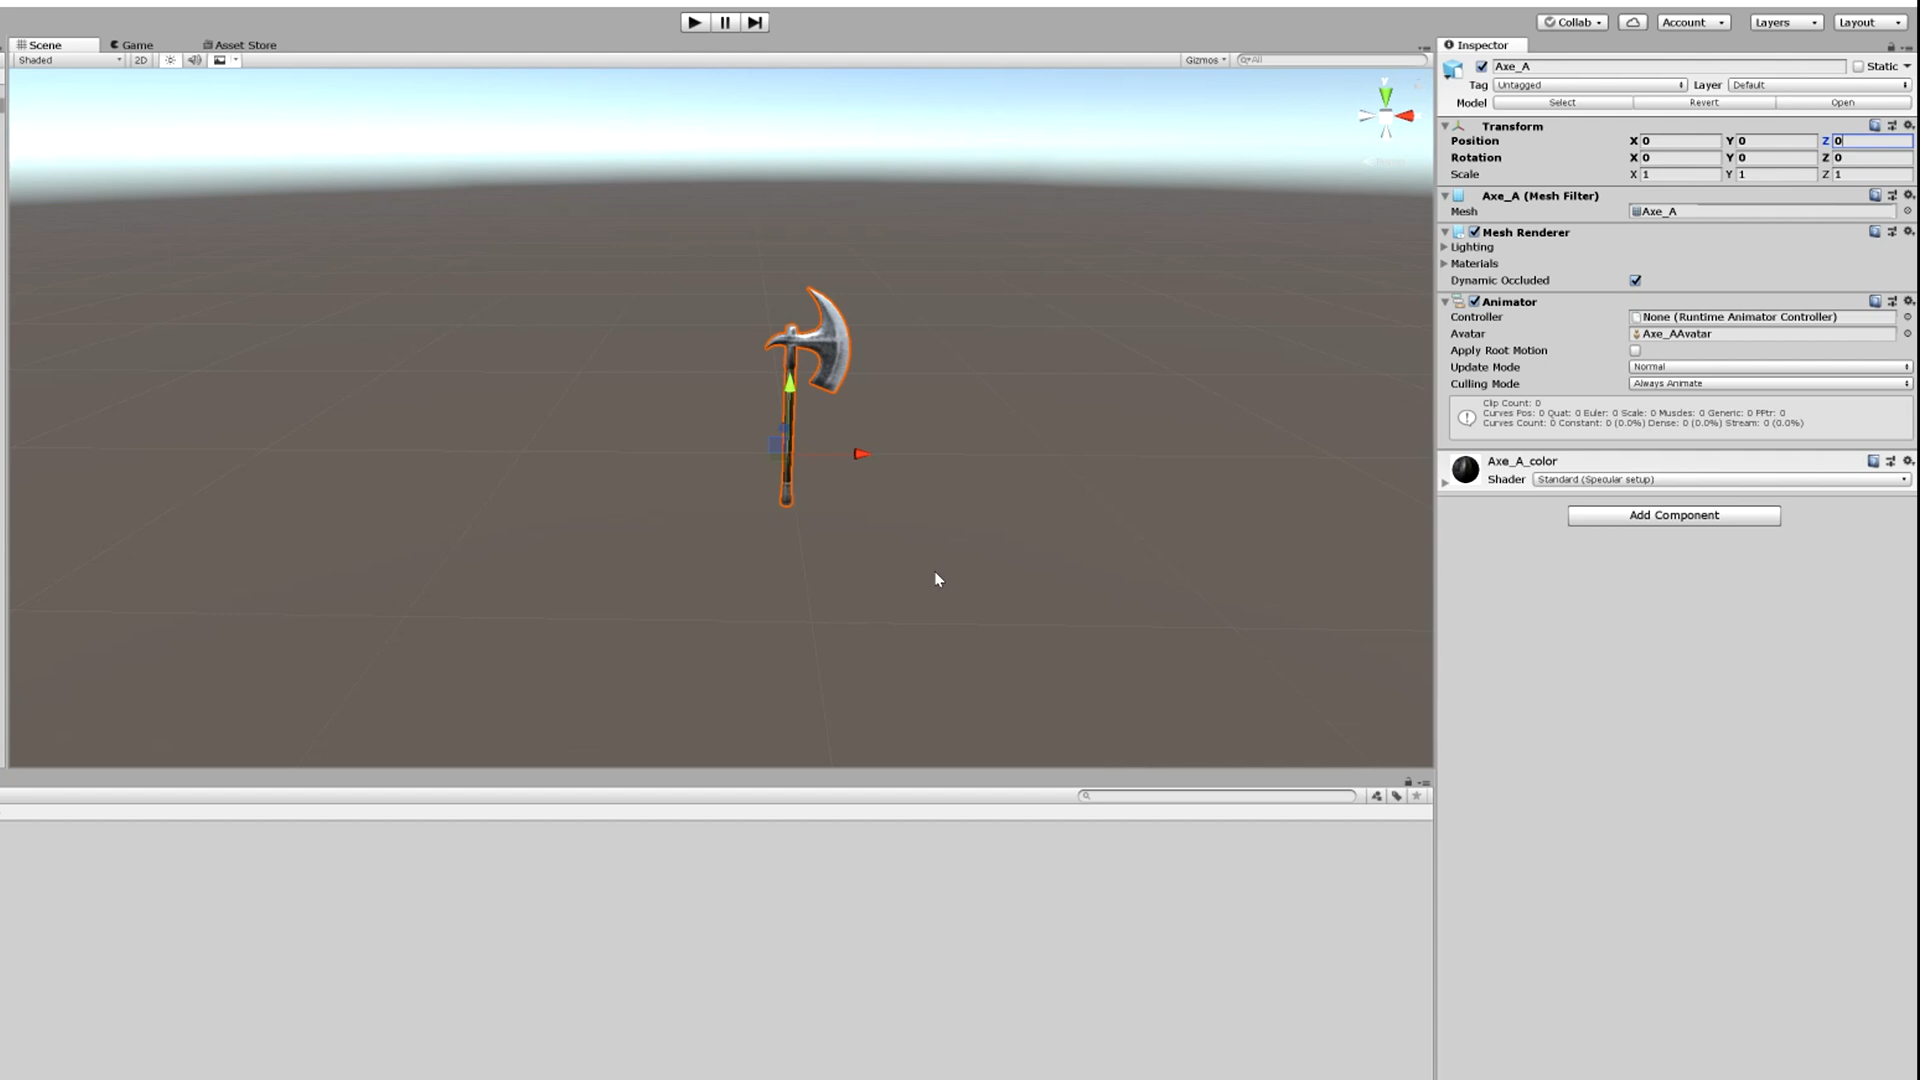 Collab Account Layers Layout
Scene Game Asset Store
Shaded 2D Gizmos All
y
Inspector
Axe_A Static
Tag Untagged Layer Default
Model Select Revert Open
Transform
Position X 0 Y 0 Z 0
Rotation X 0 Y 0 Z 0
Scale X 1 Y 1 Z 1
Axe_A (Mesh Filter)
Mesh Axe_A
Mesh Renderer
Lighting
Materials
Dynamic Occluded
Animator
Controller None (Runtime Animator Controller)
Avatar Axe_AAvatar
Apply Root Motion
Update Mode Normal
Culling Mode Always Animate
Clip Count: 0
Curves Pos: 0 Quat: 0 Euler: 0 Scale: 0 Muscles: 0 Generic: 0 PPtr: 0
Curves Count: 0 Constant: 0 (0.0%) Dense: 0 (0.0%) Stream: 0 (0.0%)
Axe_A_color
Shader Standard (Specular setup)
Add Component